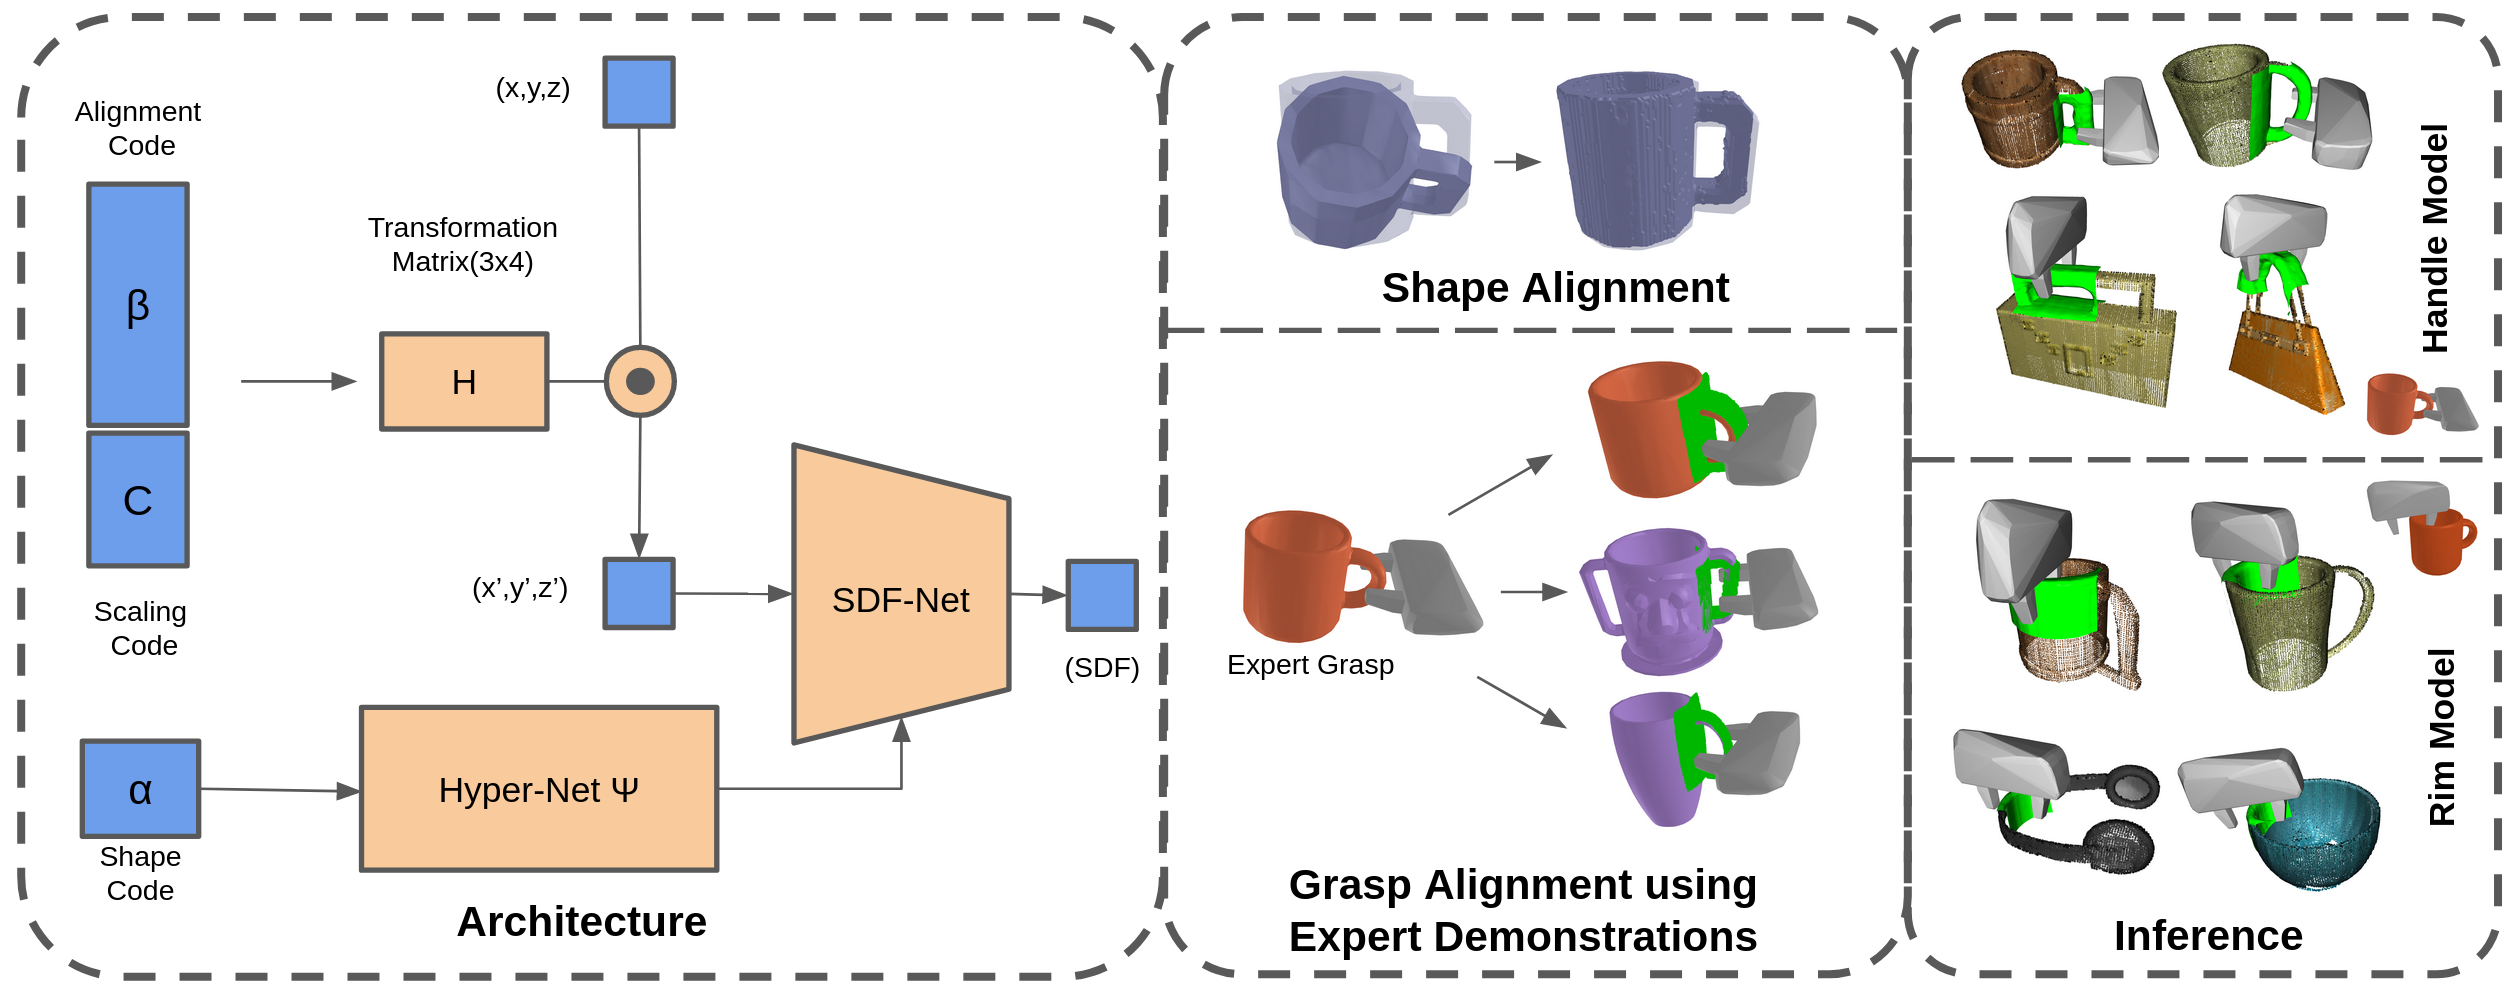 Alignment
Code
β
C
Scaling
Code
α
Shape
Code
(x,y,z)
Transformation
Matrix(3x4)
H
(x’,y’,z’)
SDF-Net
(SDF)
Hyper-Net Ψ
Architecture
Shape Alignment
Expert Grasp
Grasp Alignment using
Expert Demonstrations
Handle Model
Rim Model
Inference